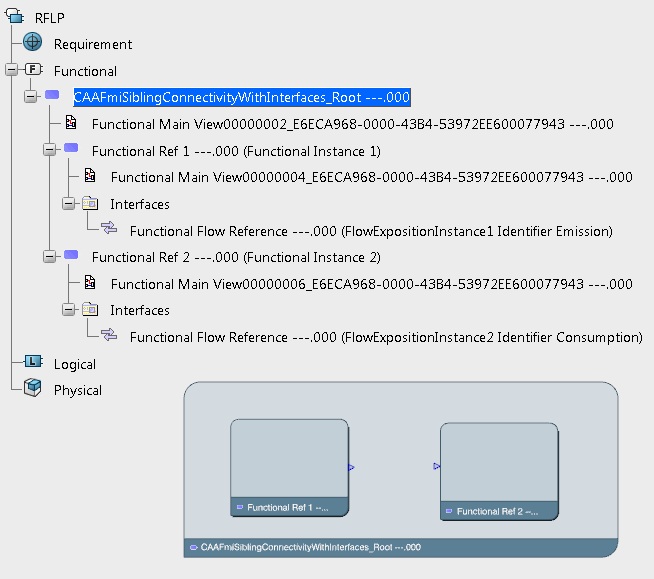 RFLP
Requirement
F Functional
CAAFmiSiblingConnectivityWithInterfaces_Root ---.000
Functional Main View00000002_E6ECA968-0000-43B4-53972EE600077943 ---.000
Functional Ref 1 ---.000 (Functional Instance 1)
Functional Main View00000004_E6ECA968-0000-43B4-53972EE600077943 ---.000
Interfaces
Functional Flow Reference ---.000 (FlowExpositionInstance1 Identifier Emission)
Functional Ref 2 ---.000 (Functional Instance 2)
Functional Main View00000006_E6ECA968-0000-43B4-53972EE600077943 ---.000
Interfaces
Functional Flow Reference ---.000 (FlowExpositionInstance2 Identifier Consumption)
L Logical
Physical
Functional Ref 1 --...
Functional Ref 2 --...
CAAFmiSiblingConnectivityWithInterfaces_Root ---.000